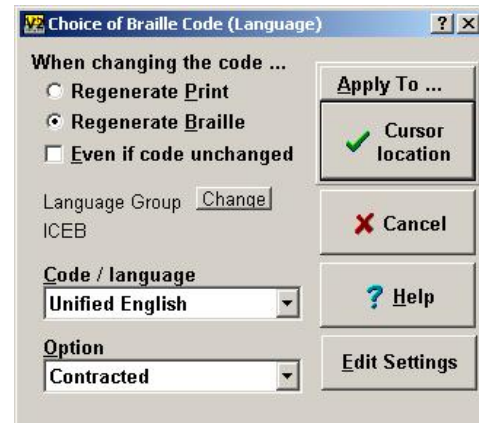 Choice of Braille Code (Language)
When changing the code ...
Regenerate Print
Regenerate Braille
Even if code unchanged
Language Group Change
ICEB
Code / language
Unified English
Option
Contracted
Apply To ...
Cursor
location
Cancel
? Help
Edit Settings